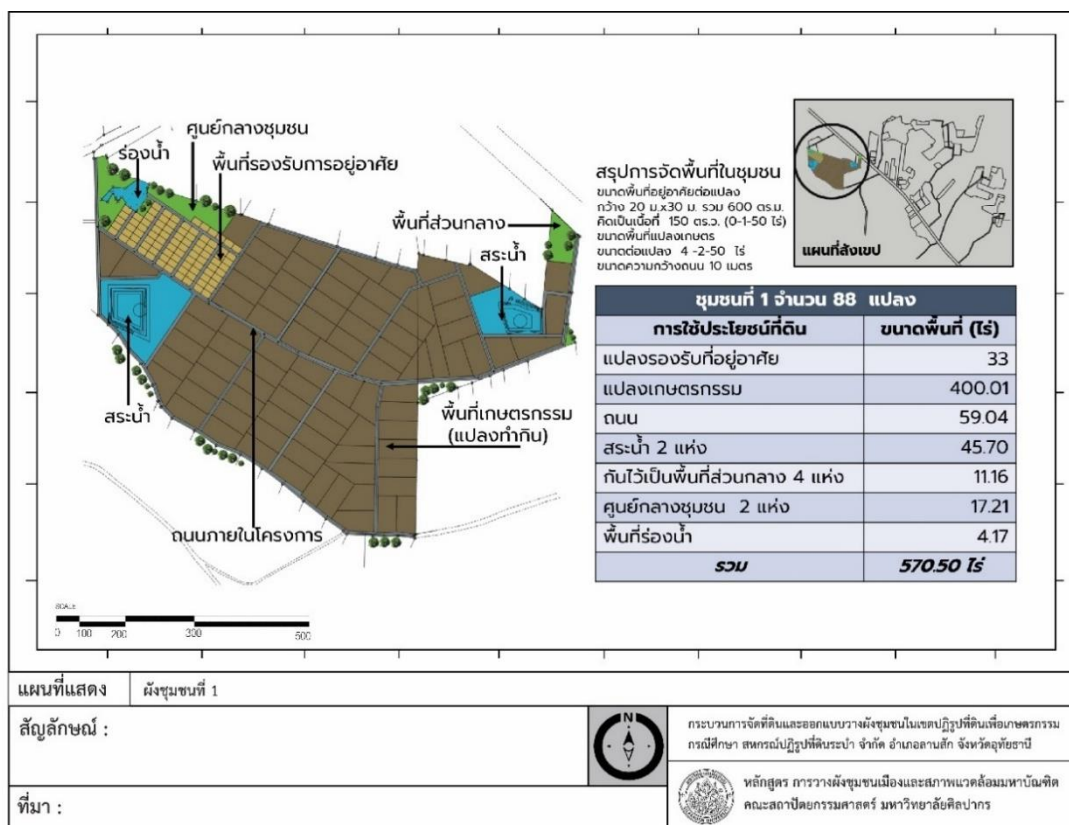 ศูนย์กลางชุมชน
ร่องน้ำ
พื้นที่รองรับการอยู่อาศัย
พื้นที่ส่วนกลาง
สระน้ำ
สระน้ำ
พื้นที่เกษตรกรรม
(แปลงทำกิน)
ถนนภายในโครงการ
สรุปการจัดพื้นที่ในชุมชน
ขนาดพื้นที่อยู่อาศัยต่อแปลง
กว้าง 20 ม.x30 ม. รวม 600 ตร.ม.
คิดเป็นเนื้อที่ 150 ตร.ว. (0-1-50 ไร่)
ขนาดพื้นที่แปลงเกษตร
ขนาดต่อแปลง 4 -2-50 ไร่
ขนาดความกว้างถนน 10 เมตร
แผนที่สังเขป
ชุมชนที่ 1 จำนวน 88 แปลง
การใช้ประโยชน์ที่ดิน ขนาดพื้นที่ (ไร่)
แปลงรองรับที่อยู่อาศัย 33
แปลงเกษตรกรรม 400.01
ถนน 59.04
สระน้ำ 2 แห่ง 45.70
กันไว้เป็นพื้นที่ส่วนกลาง 4 แห่ง 11.16
ศูนย์กลางชุมชน 2 แห่ง 17.21
พื้นที่ร่องน้ำ 4.17
รวม 570.50 ไร่
SCALE
0 100 200 300 500
แผนที่แสดง ผังชุมชนที่ 1
สัญลักษณ์ :
N
ที่มา :
กระบวนการจัดที่ดินและออกแบบวางผังชุมชนในเขตปฏิรูปที่ดินเพื่อเกษตรกรรม
กรณีศึกษา สหกรณ์ปฏิรูปที่ดินระบำ จำกัด อำเภอลานสัก จังหวัดอุทัยธานี
หลักสูตร การวางผังชุมชนเมืองและสภาพแวดล้อมมหาบัณฑิต
คณะสถาปัตยกรรมศาสตร์ มหาวิทยาลัยศิลปากร